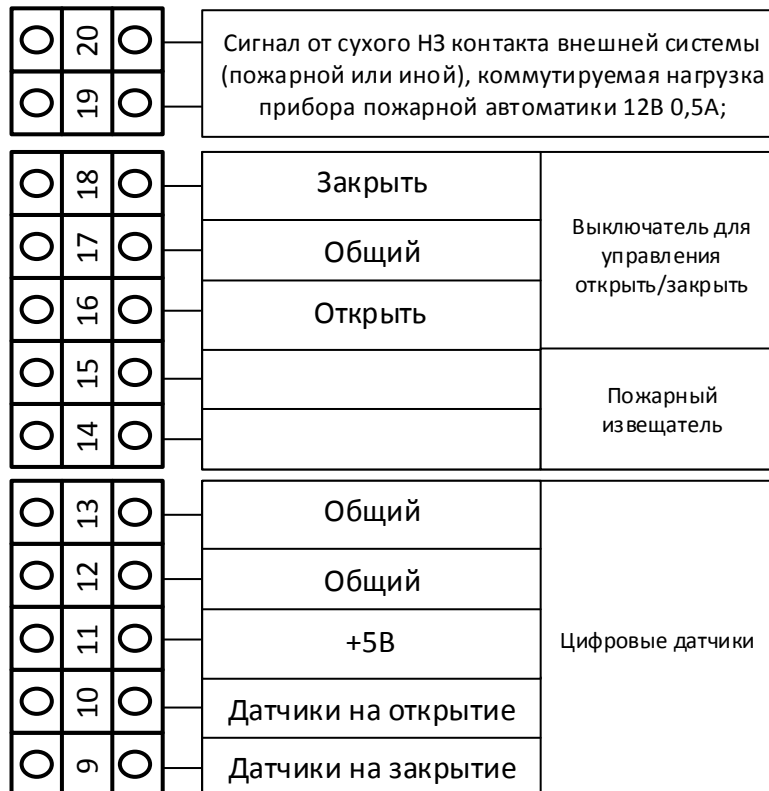 20
19
Сигнал от сухого НЗ контакта внешней системы
(пожарной или иной), коммутируемая нагрузка
прибора пожарной автоматики 12В 0,5А;
18
Закрыть
17
Общий
16
Открыть
Выключатель для
управления
открыть/закрыть
15
14
Пожарный
извещатель
13
Общий
12
Общий
11
+5В
10
Датчики на открытие
9
Датчики на закрытие
Цифровые датчики